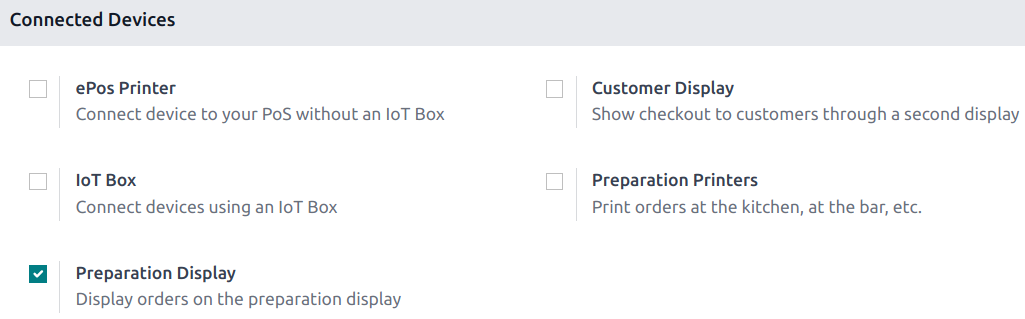 Connected Devices
ePos Printer
Connect device to your PoS without an IoT Box
Customer Display
Show checkout to customers through a second display
IoT Box
Connect devices using an IoT Box
Preparation Printers
Print orders at the kitchen, at the bar, etc.
Preparation Display
Display orders on the preparation display